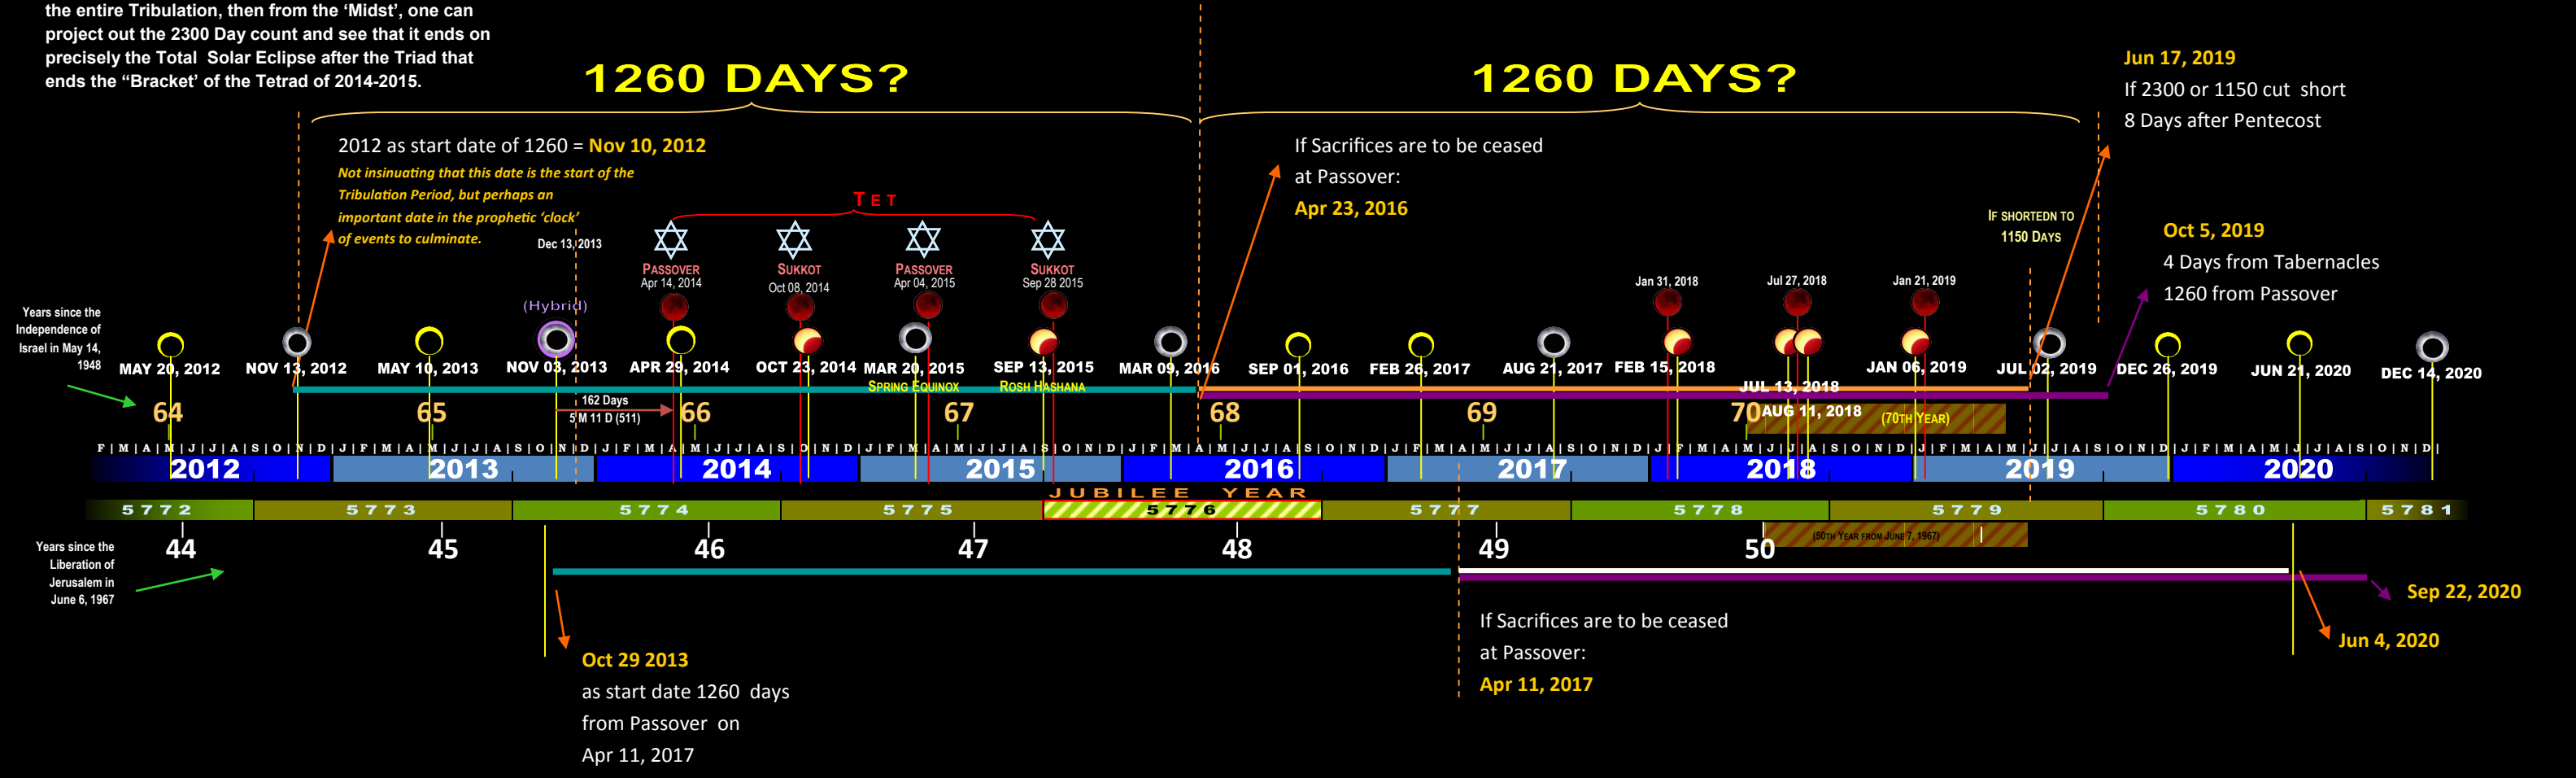 the entire Tribulation, then from the ‘Midst’, one can
project out the 2300 Day count and see that it ends on
precisely the Total Solar Eclipse after the Triad that
ends the “Bracket’ of the Tetrad of 2014-2015.
1260 DAYS?
1260 DAYS?
Jun 17, 2019
If 2300 or 1150 cut short
8 Days after Pentecost
2012 as start date of 1260 = Nov 10, 2012
Not insinuating that this date is the start of the
Tribulation Period, but perhaps an
important date in the prophetic ‘clock’
of events to culminate.
If Sacrifices are to be ceased
at Passover:
Apr 23, 2016
TET
IF SHORTEDN TO
1150 DAYS
Oct 5, 2019
4 Days from Tabernacles
1260 from Passover
Dec 13, 2013
PASSOVER
Apr 14, 2014
SUKKOT
Oct 08, 2014
PASSOVER
Apr 04, 2015
SUKKOT
Sep 28 2015
Jan 31, 2018
Jul 27, 2018
Jan 21, 2019
(Hybrid)
Years since the
Independence of
Israel in May 14,
1948
MAY 20, 2012
NOV 13, 2012
MAY 10, 2013
NOV 03, 2013
APR 29, 2014
OCT 23, 2014
MAR 20, 2015
SEP 13, 2015
MAR 09, 2016
SEP 01, 2016
FEB 26, 2017
AUG 21, 2017
FEB 15, 2018
JAN 06, 2019
JUL 02, 2019
DEC 26, 2019
JUN 21, 2020
DEC 14, 2020
SPRING EQUINOX
ROSH HASHANA
JUL 13, 2018
AUG 11, 2018
162 Days
5 M 11 D (511)
64
65
66
67
68
69
70
(70TH YEAR)
F | M | A | M | J | J | A | S | O | N | D | J | F | M | A | M | J | J | A | S | O | N | D | J | F | M | A | M | J | J | A | S | O | N | D | J | F | M | A | M | J | J | A | S | O | N | D | J | F | M | A | M | J | J | A | S | O | N | D | J | F | M | A | M | J | J | A | S | O | N | D | J | F | M | A | M | J | J | A | S | O | N | D | J | F | M | A | M | J | J | A | S | O | N | D | J | F | M | A | M | J | J | A | S | O | N | D |
2012 2013 2014 2015 2016 2017 2018 2019 2020
JUBILEE YEAR
5772 5773 5774 5775 5776 5777 5778 5779 5780 5781
44 45 46 47 48 49 50
(50TH YEAR FROM JUNE 7, 1967)
Years since the
Liberation of
Jerusalem in
June 6, 1967
Sep 22, 2020
Jun 4, 2020
If Sacrifices are to be ceased
at Passover:
Apr 11, 2017
Oct 29 2013
as start date 1260 days
from Passover on
Apr 11, 2017